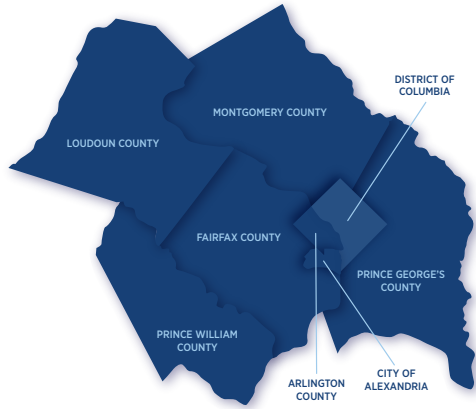 DISTRICT OF
COLUMBIA
MONTGOMERY COUNTY
LOUDOUN COUNTY
FAIRFAX COUNTY
PRINCE GEORGE'S
COUNTY
PRINCE WILLIAM
COUNTY
ARLINGTON
COUNTY
CITY OF
ALEXANDRIA